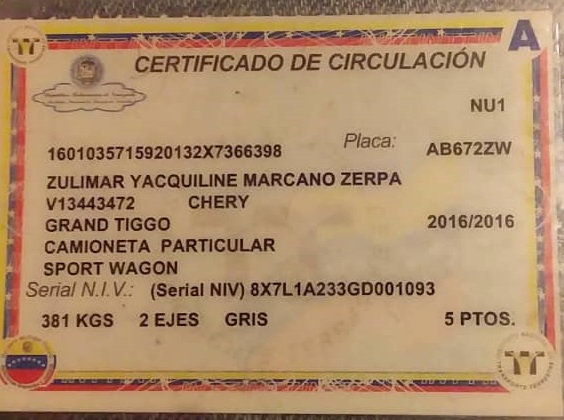 A
CERTIFICADO DE CIRCULACIÓN
NU1
1601035715920132X7366398 Placa: AB672ZW
ZULIMAR YACQUILINE MARCANO ZERPA
V13443472 CHERY
GRAND TIGGO 2016/2016
CAMIONETA PARTICULAR
SPORT WAGON
Serial N.I.V.: (Serial NIV) 8X7L1A233GD001093
381 KGS 2 EJES GRIS 5 PTOS.